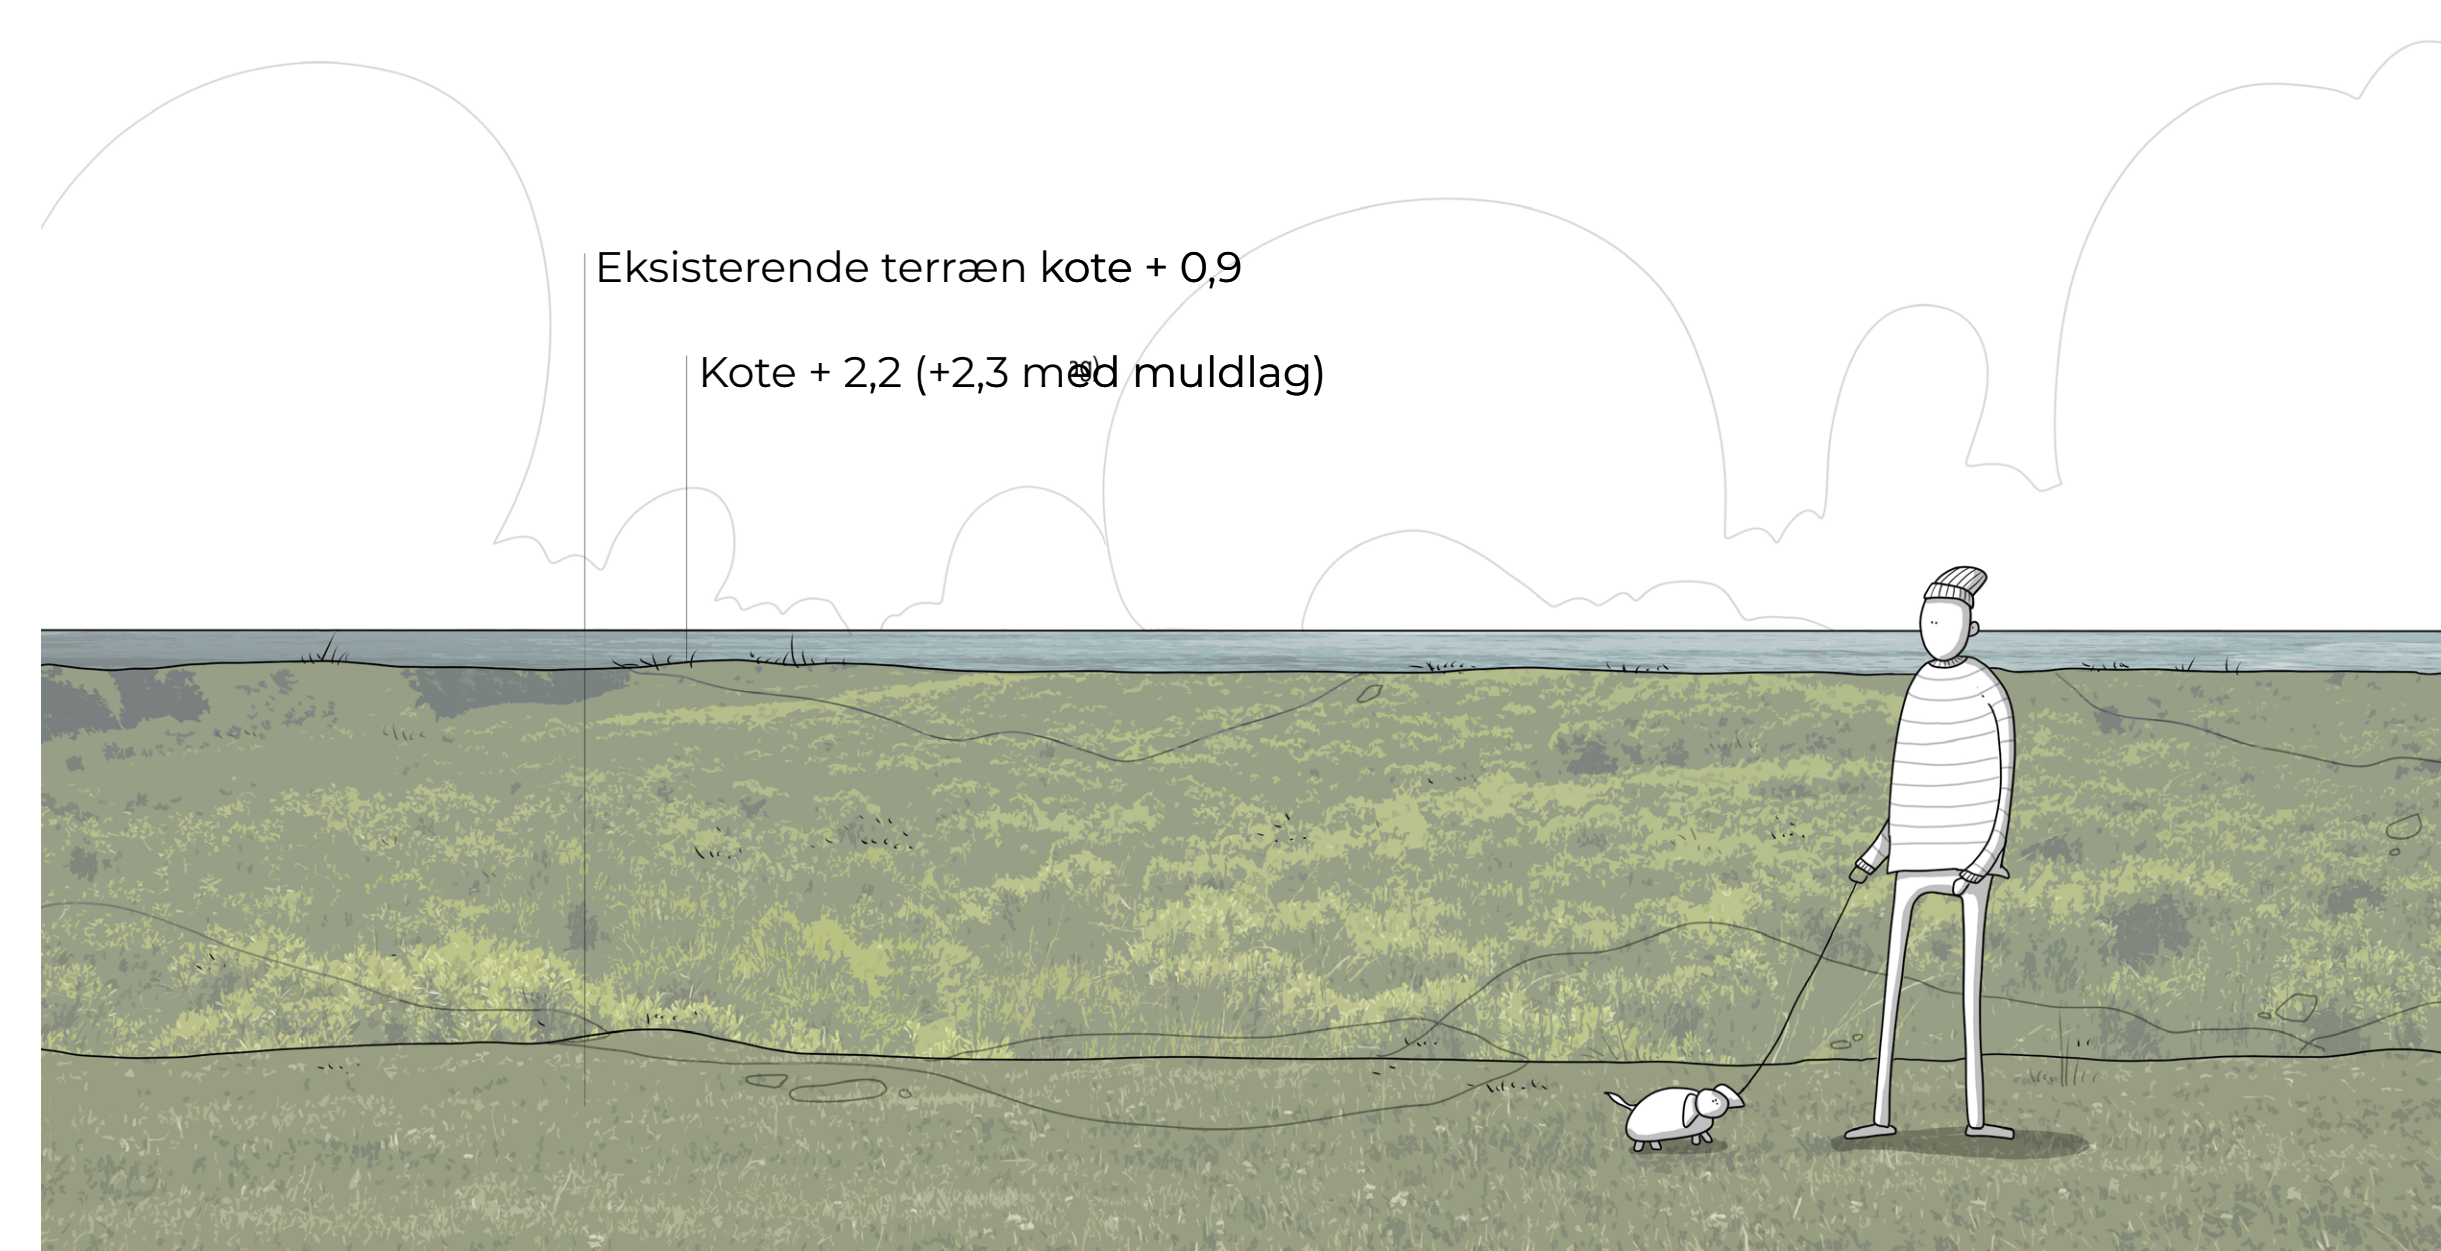 Eksisterende terræn kote + 0,9
Kote + 2,2 (+2,3 med muldlag)